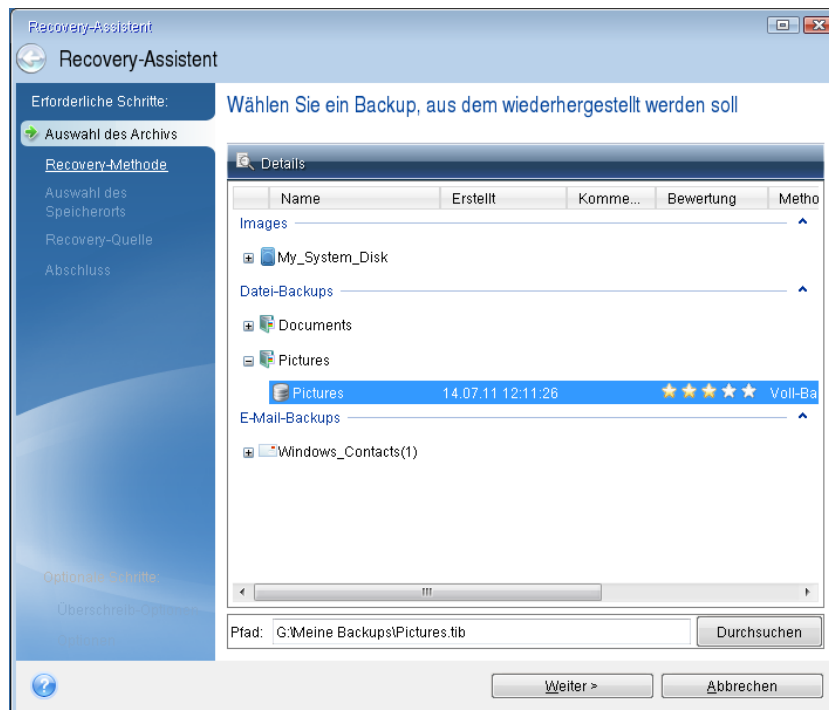 Recovery-Assistent
Recovery-Assistent
Erforderliche Schritte:
Auswahl des Archivs
Recovery-Methode
Auswahl des
Speicherorts
Recovery-Quelle
Abschluss
Optionale Schritte:
Wählen Sie ein Backup, aus dem wiederhergestellt werden soll
Details
Name Erstellt Komme... Bewertung Metho
Images
My_System_Disk
Datei-Backups
Documents
Pictures
Pictures 14.07.11 12:11:26 Voll-Ba
E-Mail-Backups
Windows_Contacts(1)
Pfad: G:\Meine Backups\Pictures.tib Durchsuchen
Weiter > Abbrechen